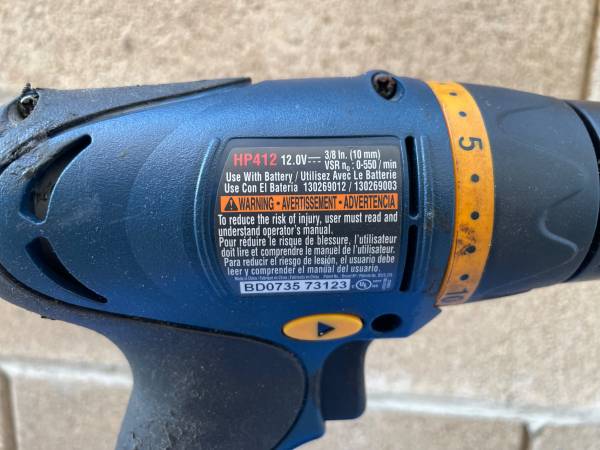 HP412 12.0V⎓ 3/8 In. (10 mm)
VSR n₀ : 0-550 / min
Use With Battery / Utilisez Avec Le Batterie
Use Con El Bateria 130269012 / 130269003
⚠ WARNING • AVERTISSEMENT • ADVERTENCIA
To reduce the risk of injury, user must read and
understand operator's manual.
Pour réduire le risque de blessure, l'utilisateur
doit lire et comprendre le manuel de l'utilisateur.
Para reducir el riesgo de lesión, el usuario debe
leer y comprender el manual del usuario.
BD0735 73123
5
10